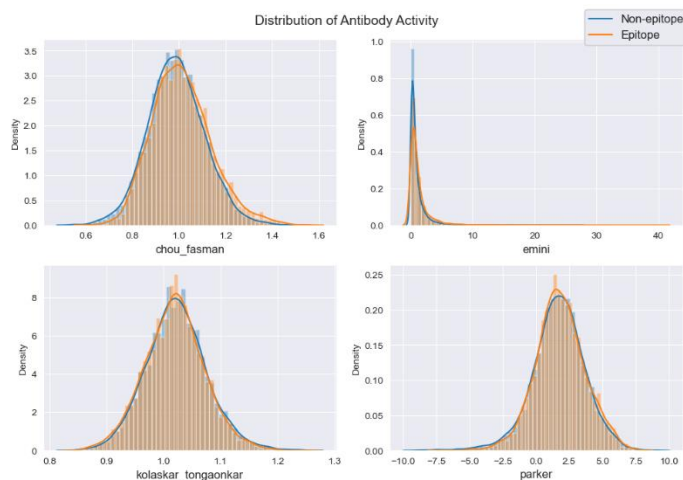 Distribution of Antibody Activity
Non-epitope
Epitope
3.5
3.0
2.5
2.0
1.5
1.0
0.5
0.0
Density
0.6 0.8 1.0 1.2 1.4 1.6
chou_fasman
1.0
0.8
0.6
0.4
0.2
0.0
Density
0 10 20 30 40
emini
8
6
4
2
0
Density
0.8 0.9 1.0 1.1 1.2 1.3
kolaskar_tongaonkar
0.25
0.20
0.15
0.10
0.05
0.00
Density
−10.0 −7.5 −5.0 −2.5 0.0 2.5 5.0 7.5 10.0
parker